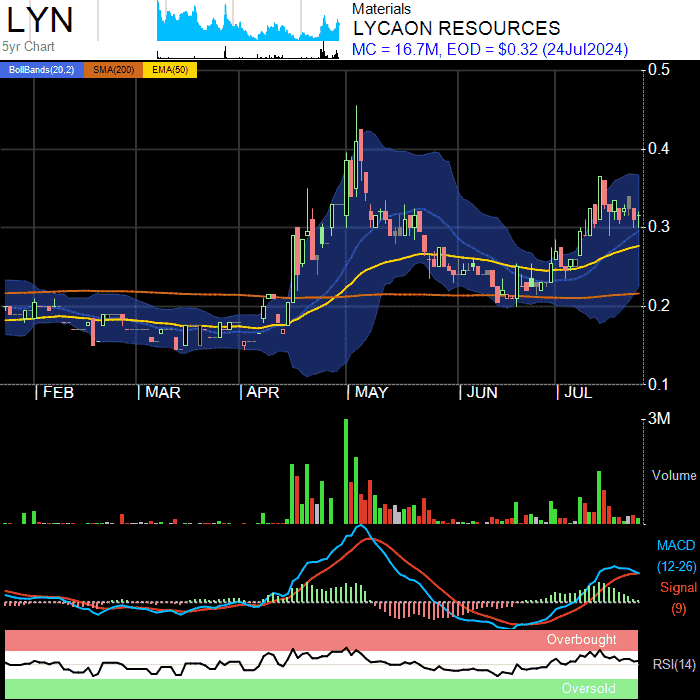 LYN
5yr Chart
Materials
LYCAON RESOURCES
MC = 16.7M, EOD = $0.32 (24Jul2024)
BollBands(20,2) SMA(200) EMA(50)
0.5
0.4
0.3
0.2
0.1
FEB MAR APR MAY JUN JUL
3M
Volume
MACD
(12-26)
Signal
(9)
Overbought
RSI(14)
Oversold